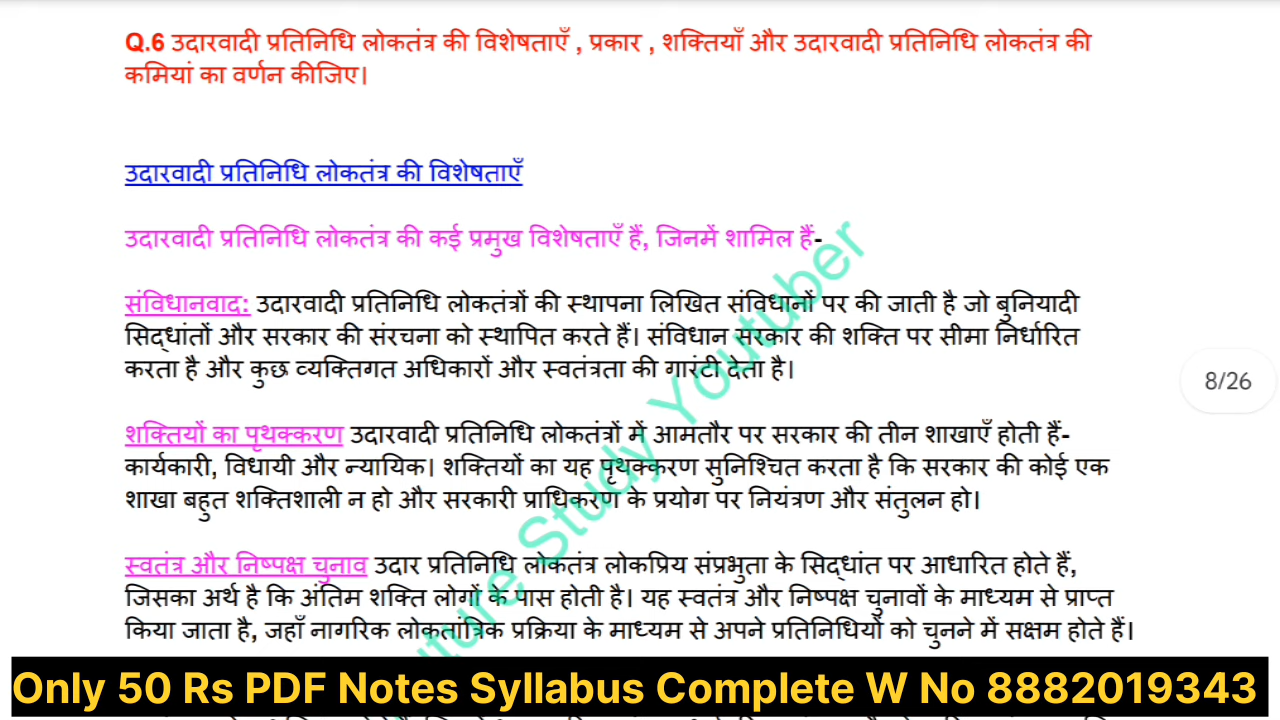 Q.6 उदारवादी प्रतिनिधि लोकतंत्र की विशेषताएँ , प्रकार , शक्तियाँ और उदारवादी प्रतिनिधि लोकतंत्र की
कमियां का वर्णन कीजिए।
उदारवादी प्रतिनिधि लोकतंत्र की विशेषताएँ
उदारवादी प्रतिनिधि लोकतंत्र की कई प्रमुख विशेषताएँ हैं, जिनमें शामिल हैं-
संविधानवाद: उदारवादी प्रतिनिधि लोकतंत्रों की स्थापना लिखित संविधानों पर की जाती है जो बुनियादी
सिद्धांतों और सरकार की संरचना को स्थापित करते हैं। संविधान सरकार की शक्ति पर सीमा निर्धारित
करता है और कुछ व्यक्तिगत अधिकारों और स्वतंत्रता की गारंटी देता है।
8/26
शक्तियों का पृथक्करण उदारवादी प्रतिनिधि लोकतंत्रों में आमतौर पर सरकार की तीन शाखाएँ होती हैं-
कार्यकारी, विधायी और न्यायिक। शक्तियों का यह पृथक्करण सुनिश्चित करता है कि सरकार की कोई एक
शाखा बहुत शक्तिशाली न हो और सरकारी प्राधिकरण के प्रयोग पर नियंत्रण और संतुलन हो।
स्वतंत्र और निष्पक्ष चुनाव उदार प्रतिनिधि लोकतंत्र लोकप्रिय संप्रभुता के सिद्धांत पर आधारित होते हैं,
जिसका अर्थ है कि अंतिम शक्ति लोगों के पास होती है। यह स्वतंत्र और निष्पक्ष चुनावों के माध्यम से प्राप्त
किया जाता है, जहाँ नागरिक लोकतांत्रिक प्रक्रिया के माध्यम से अपने प्रतिनिधियों को चुनने में सक्षम होते हैं।
uture Study Youtuber
Only 50 Rs PDF Notes Syllabus Complete W No 8882019343